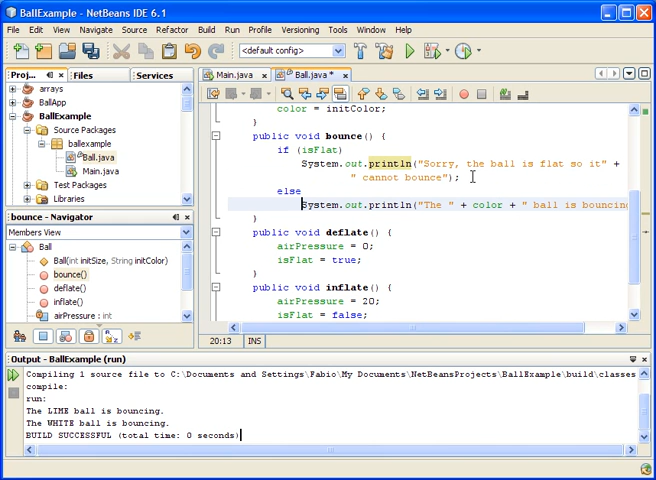 BallExample - NetBeans IDE 6.1
File Edit View Navigate Source Refactor Build Run Profile Versioning Tools Window Help
<default config>
Proj... Files Services
arrays
BallApp
BallExample
Source Packages
ballexample
Ball.java
Main.java
Test Packages
Libraries
bounce - Navigator
Members View
Ball
Ball(int initSize, String initColor)
bounce()
deflate()
inflate()
airPressure : int
Main.java Ball.java *
color = initColor;
}
public void bounce() {
if (isFlat)
System.out.println("Sorry, the ball is flat so it" +
" cannot bounce");
else
System.out.println("The " + color + " ball is bouncing
}
public void deflate() {
airPressure = 0;
isFlat = true;
}
public void inflate() {
airPressure = 20;
isFlat = false;
20:13 INS
Output - BallExample (run)
Compiling 1 source file to C:\Documents and Settings\Fabio\My Documents\NetBeansProjects\BallExample\build\classes
compile:
run:
The LIME ball is bouncing.
The WHITE ball is bouncing.
BUILD SUCCESSFUL (total time: 0 seconds)